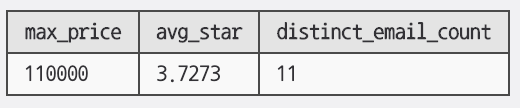 max_price avg_star distinct_email_count
110000 3.7273 11